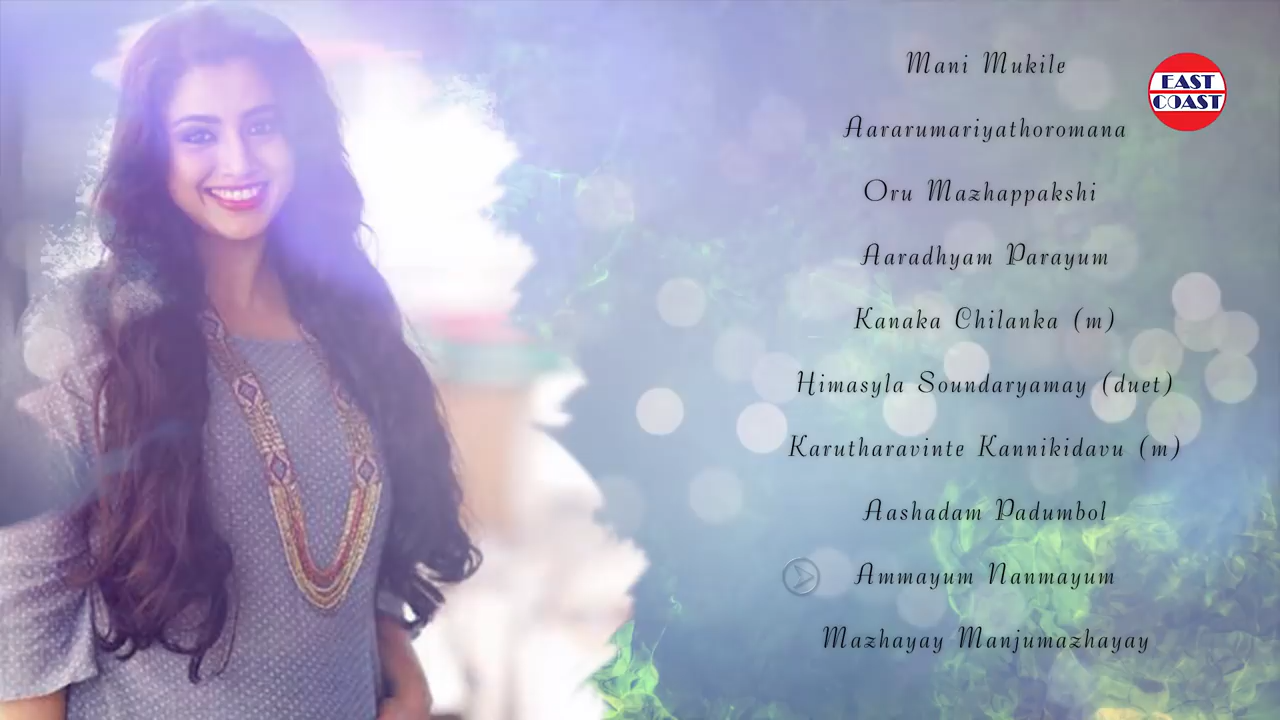 Mani Mukile
EAST
COAST
Aararumariyathoromana
Oru Mazhappakshi
Aaradhyam Parayum
Kanaka Chilanka (m)
Himasyla Soundaryamay (duet)
Karutharavinte Kannikidavu (m)
Aashadam Padumbol
Ammayum Nanmayum
Mazhayay Manjumazhayay